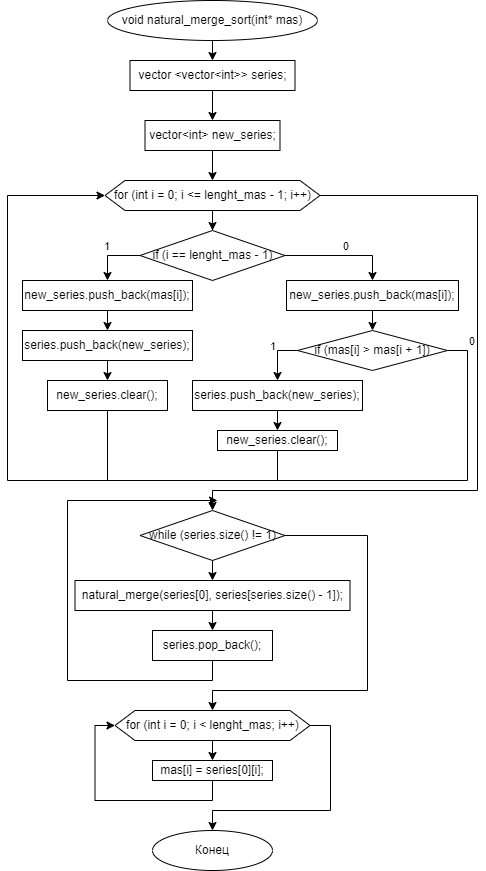 void natural_merge_sort(int* mas)
vector <vector<int>> series;
vector<int> new_series;
for (int i = 0; i <= lenght_mas - 1; i++)
if (i == lenght_mas - 1)
1
0
new_series.push_back(mas[i]);
new_series.push_back(mas[i]);
series.push_back(new_series);
if (mas[i] > mas[i + 1])
1
0
new_series.clear();
series.push_back(new_series);
new_series.clear();
while (series.size() != 1)
natural_merge(series[0], series[series.size() - 1]);
series.pop_back();
for (int i = 0; i < lenght_mas; i++)
mas[i] = series[0][i];
Конец